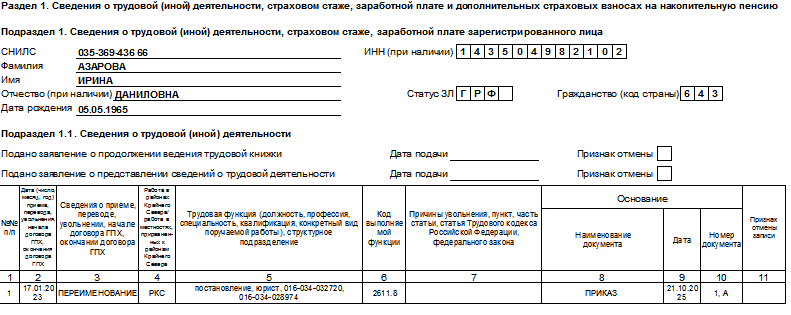 Раздел 1. Сведения о трудовой (иной) деятельности, страховом стаже, заработной плате и дополнительных страховых взносах на накопительную пенсию
Подраздел 1. Сведения о трудовой (иной) деятельности, страховом стаже, заработной плате зарегистрированного лица
СНИЛС 035-369-436 66 ИНН (при наличии) 1 4 3 5 0 4 9 8 2 1 0 2
Фамилия АЗАРОВА
Имя ИРИНА
Отчество (при наличии) ДАНИЛОВНА Статус ЗЛ Г Р Ф Гражданство (код страны) 6 4 3
Дата рождения 05.05.1965
Подраздел 1.1. Сведения о трудовой (иной) деятельности
Подано заявление о продолжении ведения трудовой книжки Дата подачи Признак отмены
Подано заявление о представлении сведений о трудовой деятельности Дата подачи Признак отмены
№№ п/п
Дата (число, месяц, год) приема, перевода, увольнения, начала договора ГПХ, окончания договора ГПХ
Сведения о приеме, переводе, увольнении, начале договора ГПХ, окончании договора ГПХ
Работа в районах Крайнего Севера/ работа в местностях, приравненных к районам Крайнего Севера
Трудовая функция (должность, профессия, специальность, квалификация, конкретный вид поручаемой работы), структурное подразделение
Код выполняемой функции
Причины увольнения, пункт, часть статьи, статья Трудового кодекса Российской Федерации, федерального закона
Основание
Наименование документа
Дата
Номер документа
Признак отмены записи
1 2 3 4 5 6 7 8 9 10 11
1 17.01.2023 ПЕРЕИМЕНОВАНИЕ РКС постановление, юрист, 016-034-032720, 016-034-028974 2611.8 ПРИКАЗ 21.10.2025 1, А